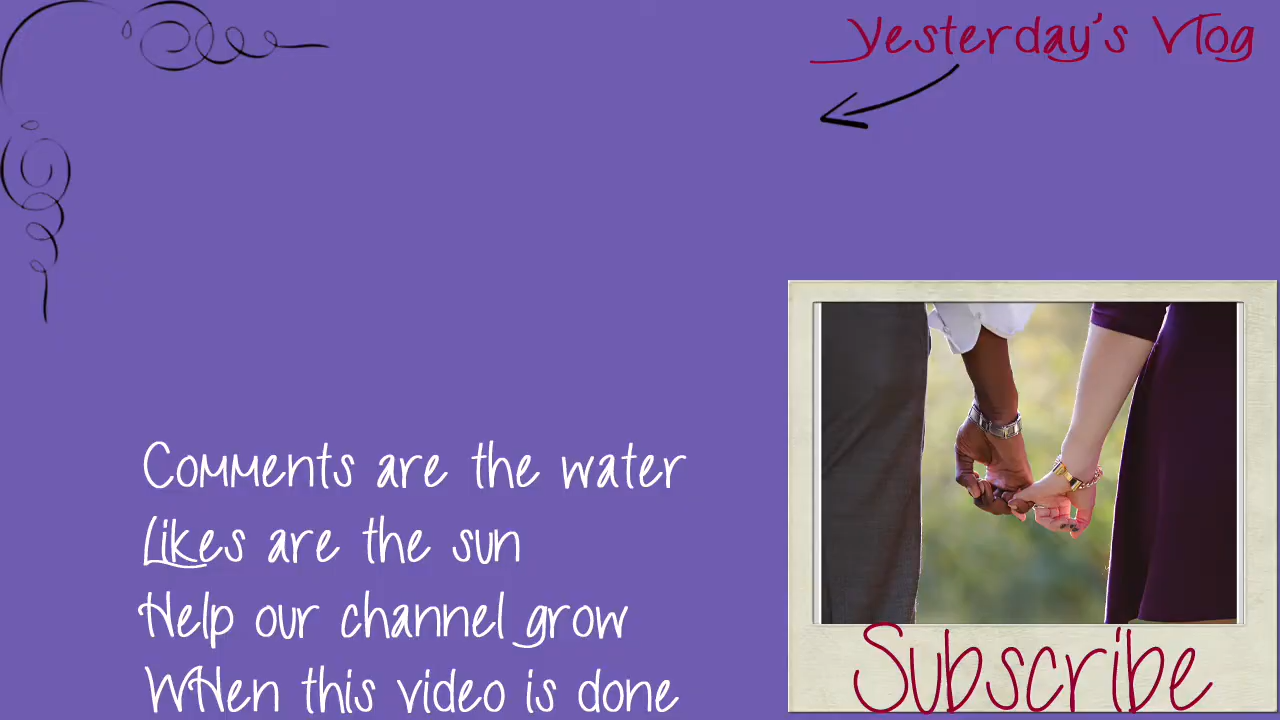 Yesterday's Vlog
Comments are the water
Likes are the sun
Help our channel grow
When this video is done
Subscribe